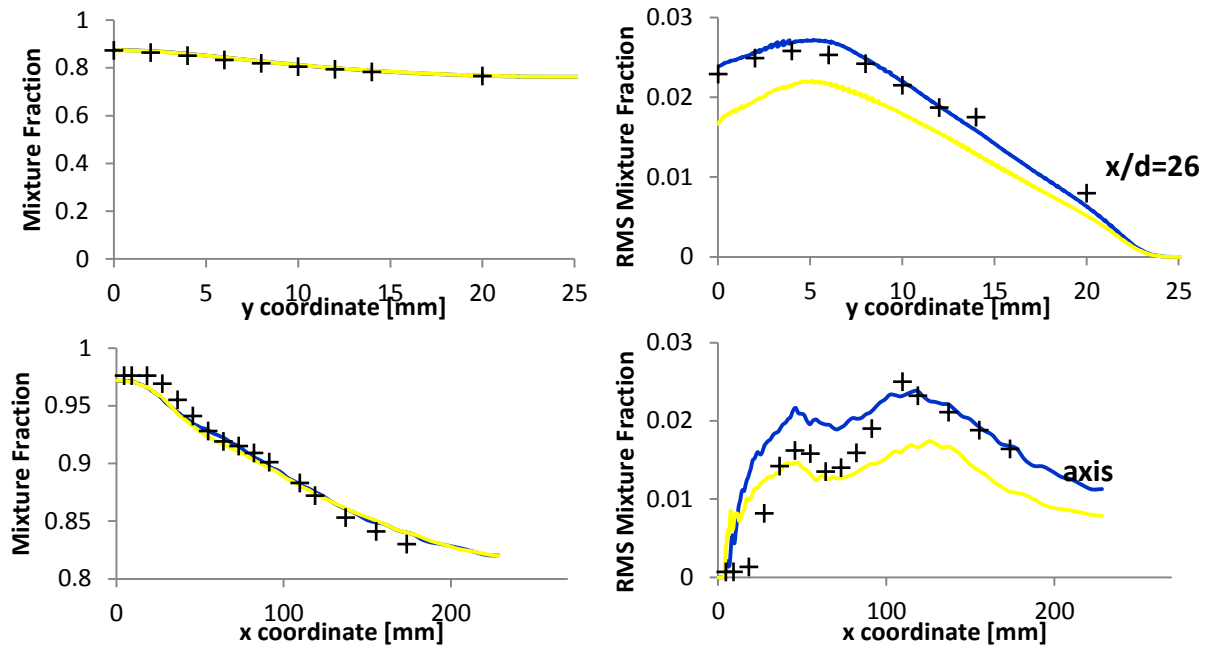 1
0.8
0.6
0.4
0.2
0
Mixture Fraction
0 5 10 15 20 25
y coordinate [mm]
0.03
0.02
0.01
0
RMS Mixture Fraction
x/d=26
0 5 10 15 20 25
y coordinate [mm]
1
0.95
0.9
0.85
0.8
Mixture Fraction
0 100 200
x coordinate [mm]
0.03
0.02
0.01
0
RMS Mixture Fraction
axis
0 100 200
x coordinate [mm]